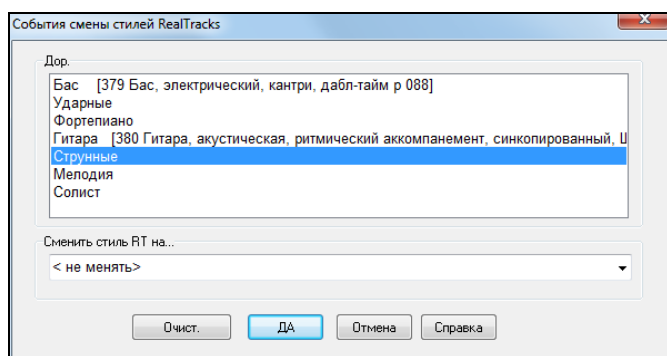 События смены стилей RealTracks
Дор.
Бас [379 Бас, электрический, кантри, дабл-тайм р 088]
Ударные
Фортепиано
Гитара [380 Гитара, акустическая, ритмический аккомпанемент, синкопированный, Ш
Струнные
Мелодия
Солист
Сменить стиль RT на...
< не менять>
Очист. ДА Отмена Справка